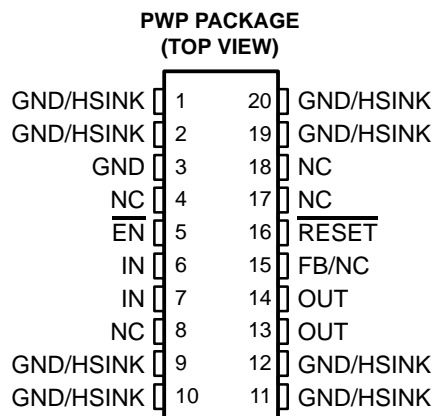 PWP PACKAGE
(TOP VIEW)
GND/HSINK 1 20 GND/HSINK
GND/HSINK 2 19 GND/HSINK
GND 3 18 NC
NC 4 17 NC
EN 5 16 RESET
IN 6 15 FB/NC
IN 7 14 OUT
NC 8 13 OUT
GND/HSINK 9 12 GND/HSINK
GND/HSINK 10 11 GND/HSINK